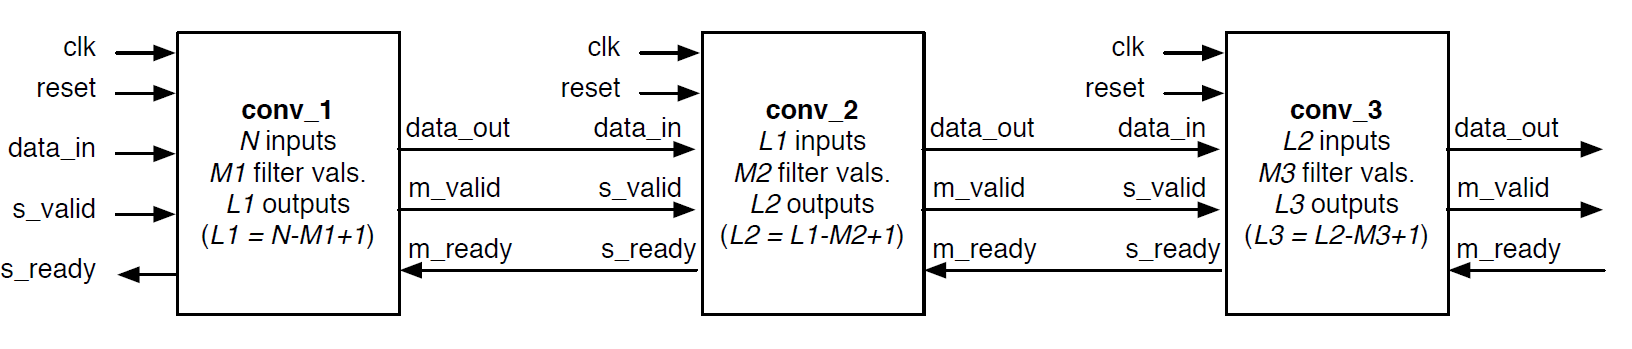 clk
reset
data_in
s_valid
s_ready
conv_1
N inputs
M1 filter vals.
L1 outputs
(L1 = N-M1+1)
data_out
m_valid
m_ready
clk
reset
data_in
s_valid
s_ready
conv_2
L1 inputs
M2 filter vals.
L2 outputs
(L2 = L1-M2+1)
data_out
m_valid
m_ready
clk
reset
data_in
s_valid
s_ready
conv_3
L2 inputs
M3 filter vals.
L3 outputs
(L3 = L2-M3+1)
data_out
m_valid
m_ready